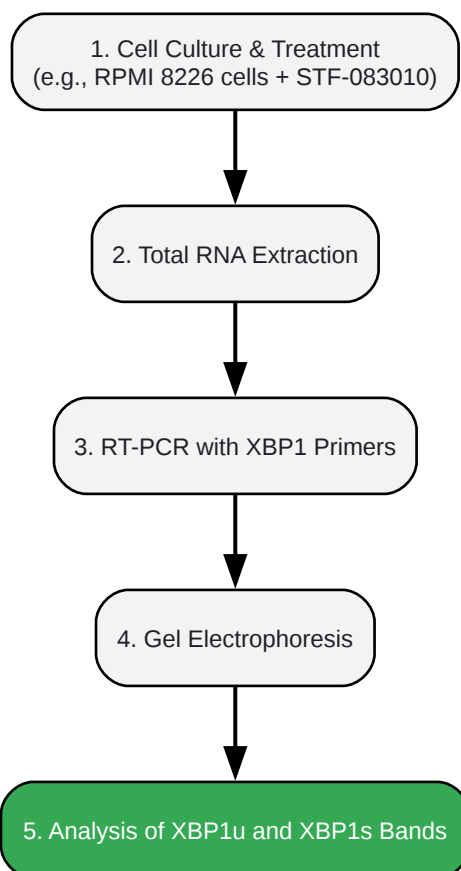 1. Cell Culture & Treatment
(e.g., RPMI 8226 cells + STF-083010)
2. Total RNA Extraction
3. RT-PCR with XBP1 Primers
4. Gel Electrophoresis
5. Analysis of XBP1u and XBP1s Bands